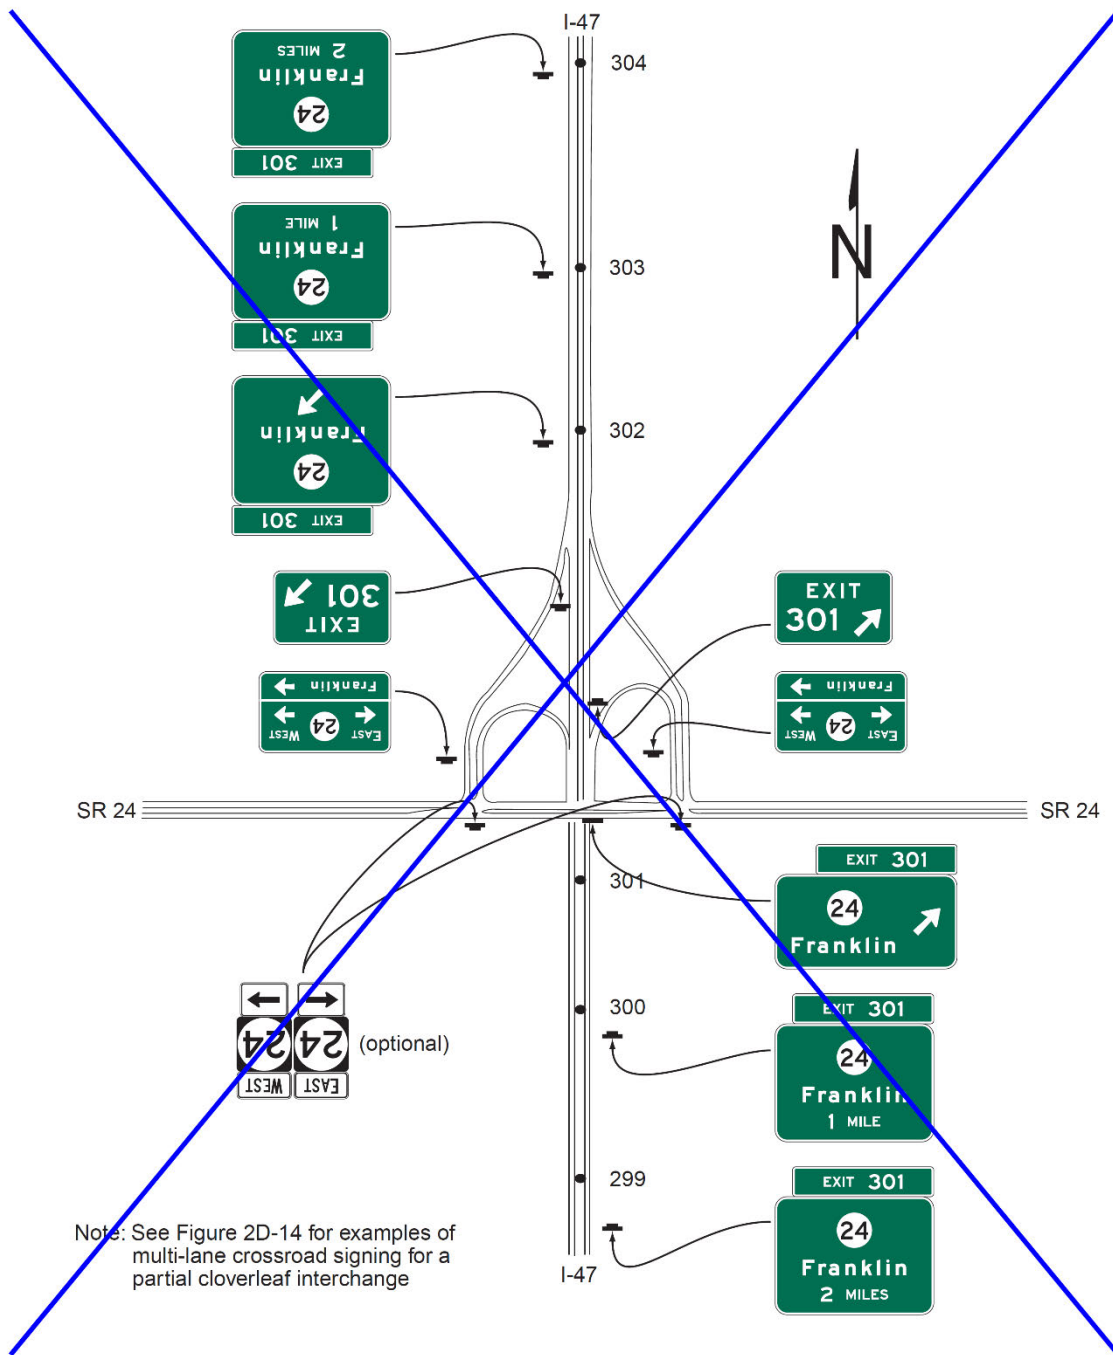 I-47
304
2 MILES
Franklin
24
EXIT 301
N
303
1 MILE
Franklin
24
EXIT 301
302
Franklin
24
EXIT 301
EXIT
301
EXIT
301
Franklin
EAST 24 WEST
Franklin
EAST 24 WEST
SR 24
SR 24
EXIT 301
24
Franklin
301
EXIT 301
24
Franklin
1 MILE
300
24 24
WEST EAST
(optional)
EXIT 301
24
Franklin
2 MILES
299
Note: See Figure 2D-14 for examples of
multi-lane crossroad signing for a
partial cloverleaf interchange
I-47